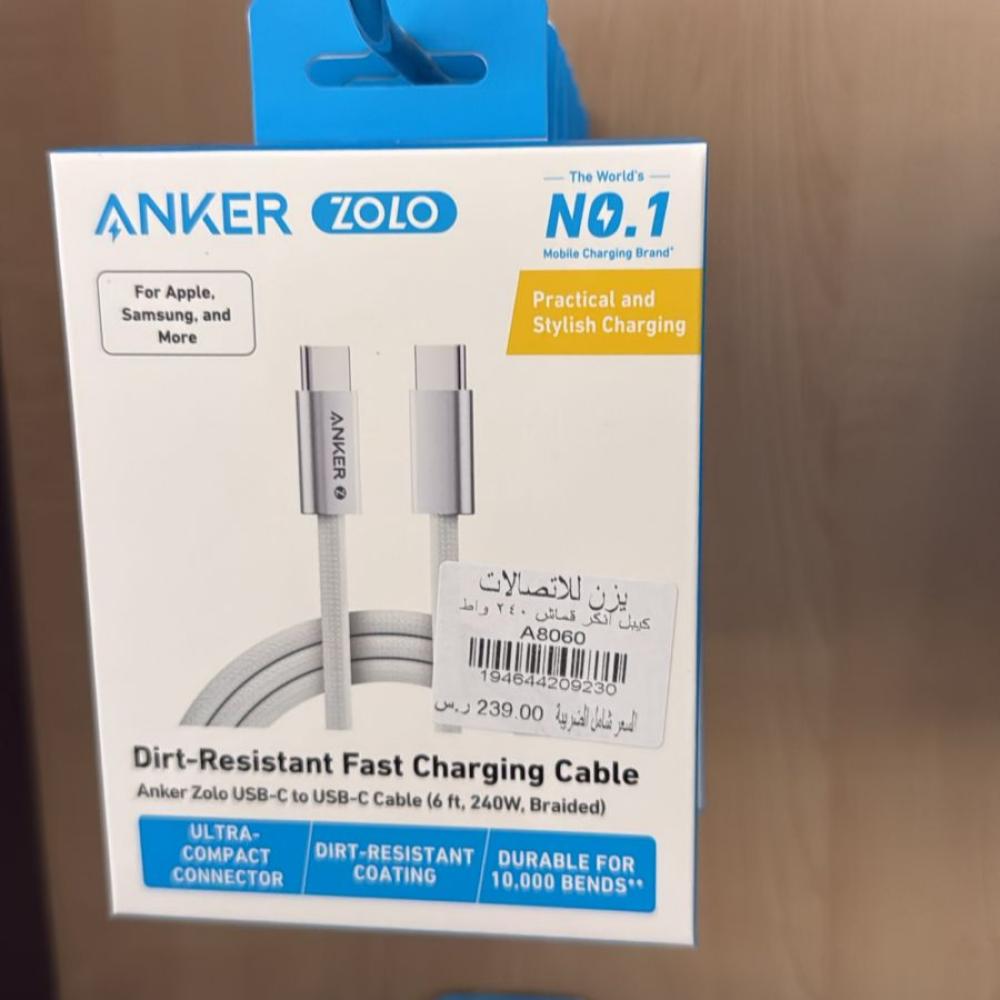 ANKER ZOLO
The World's
NO.1
Mobile Charging Brand*
For Apple,
Samsung, and
More
Practical and
Stylish Charging
ANKER
يزن للاتصالات
كيبل انكر قماش ٢٤٠ واط
A8060
194644209230
السعر شامل الضريبة 239.00 ر.س
Dirt-Resistant Fast Charging Cable
Anker Zolo USB-C to USB-C Cable (6 ft, 240W, Braided)
ULTRA-
COMPACT
CONNECTOR
DIRT-RESISTANT
COATING
DURABLE FOR
10,000 BENDS**